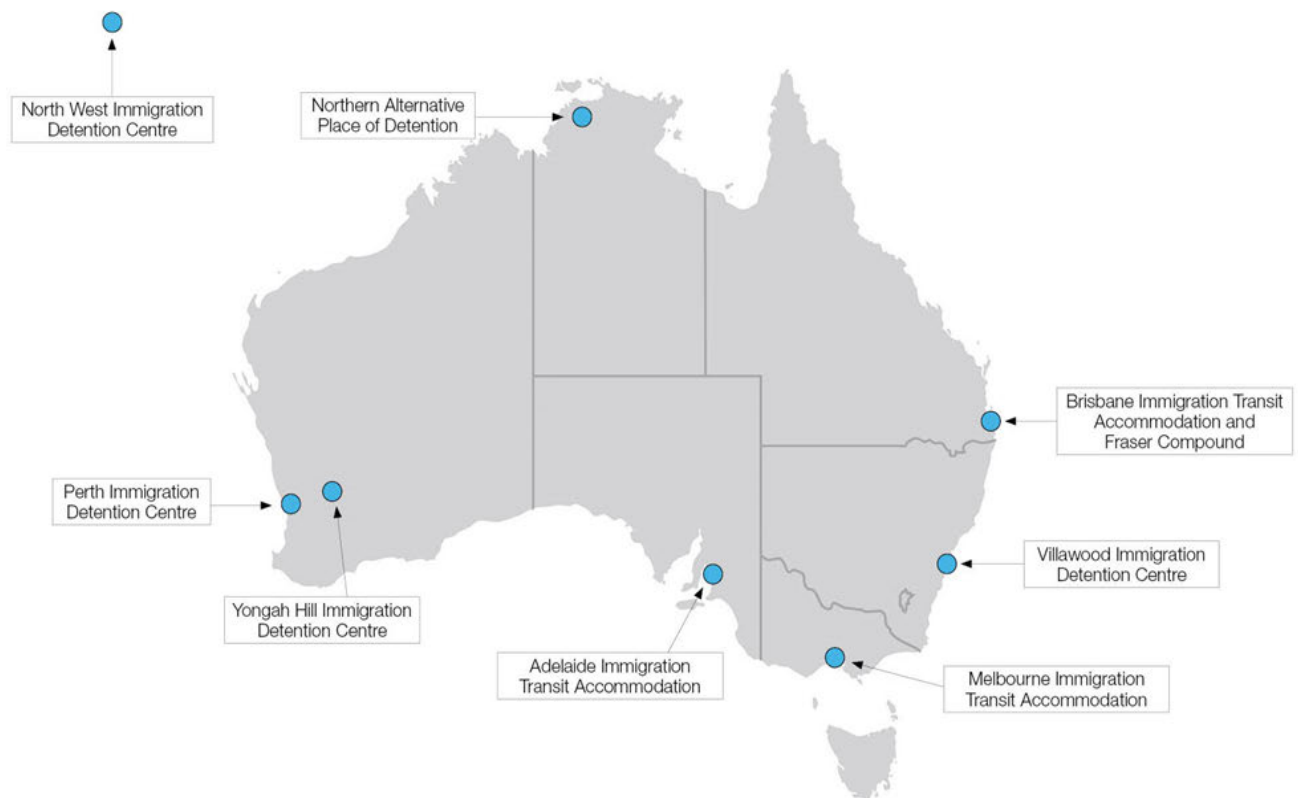 North West Immigration
Detention Centre
Northern Alternative
Place of Detention
Brisbane Immigration Transit
Accommodation and
Fraser Compound
Perth Immigration
Detention Centre
Villawood Immigration
Detention Centre
Yongah Hill Immigration
Detention Centre
Adelaide Immigration
Transit Accommodation
Melbourne Immigration
Transit Accommodation